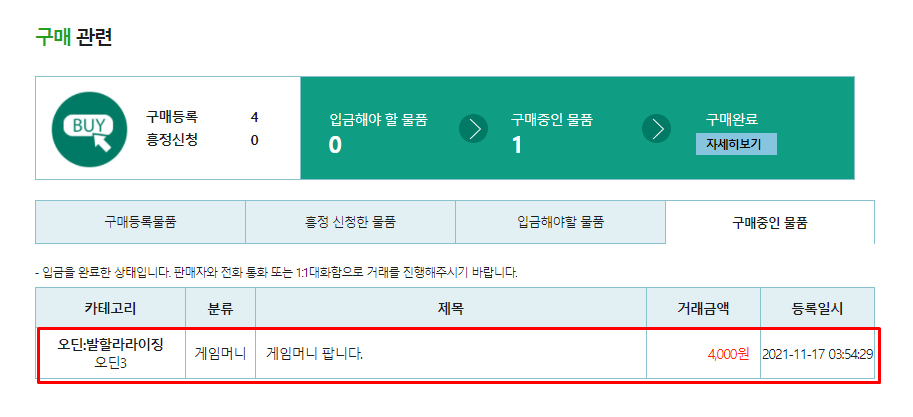 구매 관련
BUY
구매등록 4
흥정신청 0
입금해야 할 물품
0
구매중인 물품
1
구매완료
자세히보기
구매등록물품 흥정 신청한 물품 입금해야할 물품 구매중인 물품
- 입금을 완료한 상태입니다. 판매자와 전화 통화 또는 1:1대화함으로 거래를 진행해주시기 바랍니다.
카테고리 분류 제목 거래금액 등록일시
오딘:발할라라이징
오딘3
게임머니 게임머니 팝니다. 4,000원 2021-11-17 03:54:29